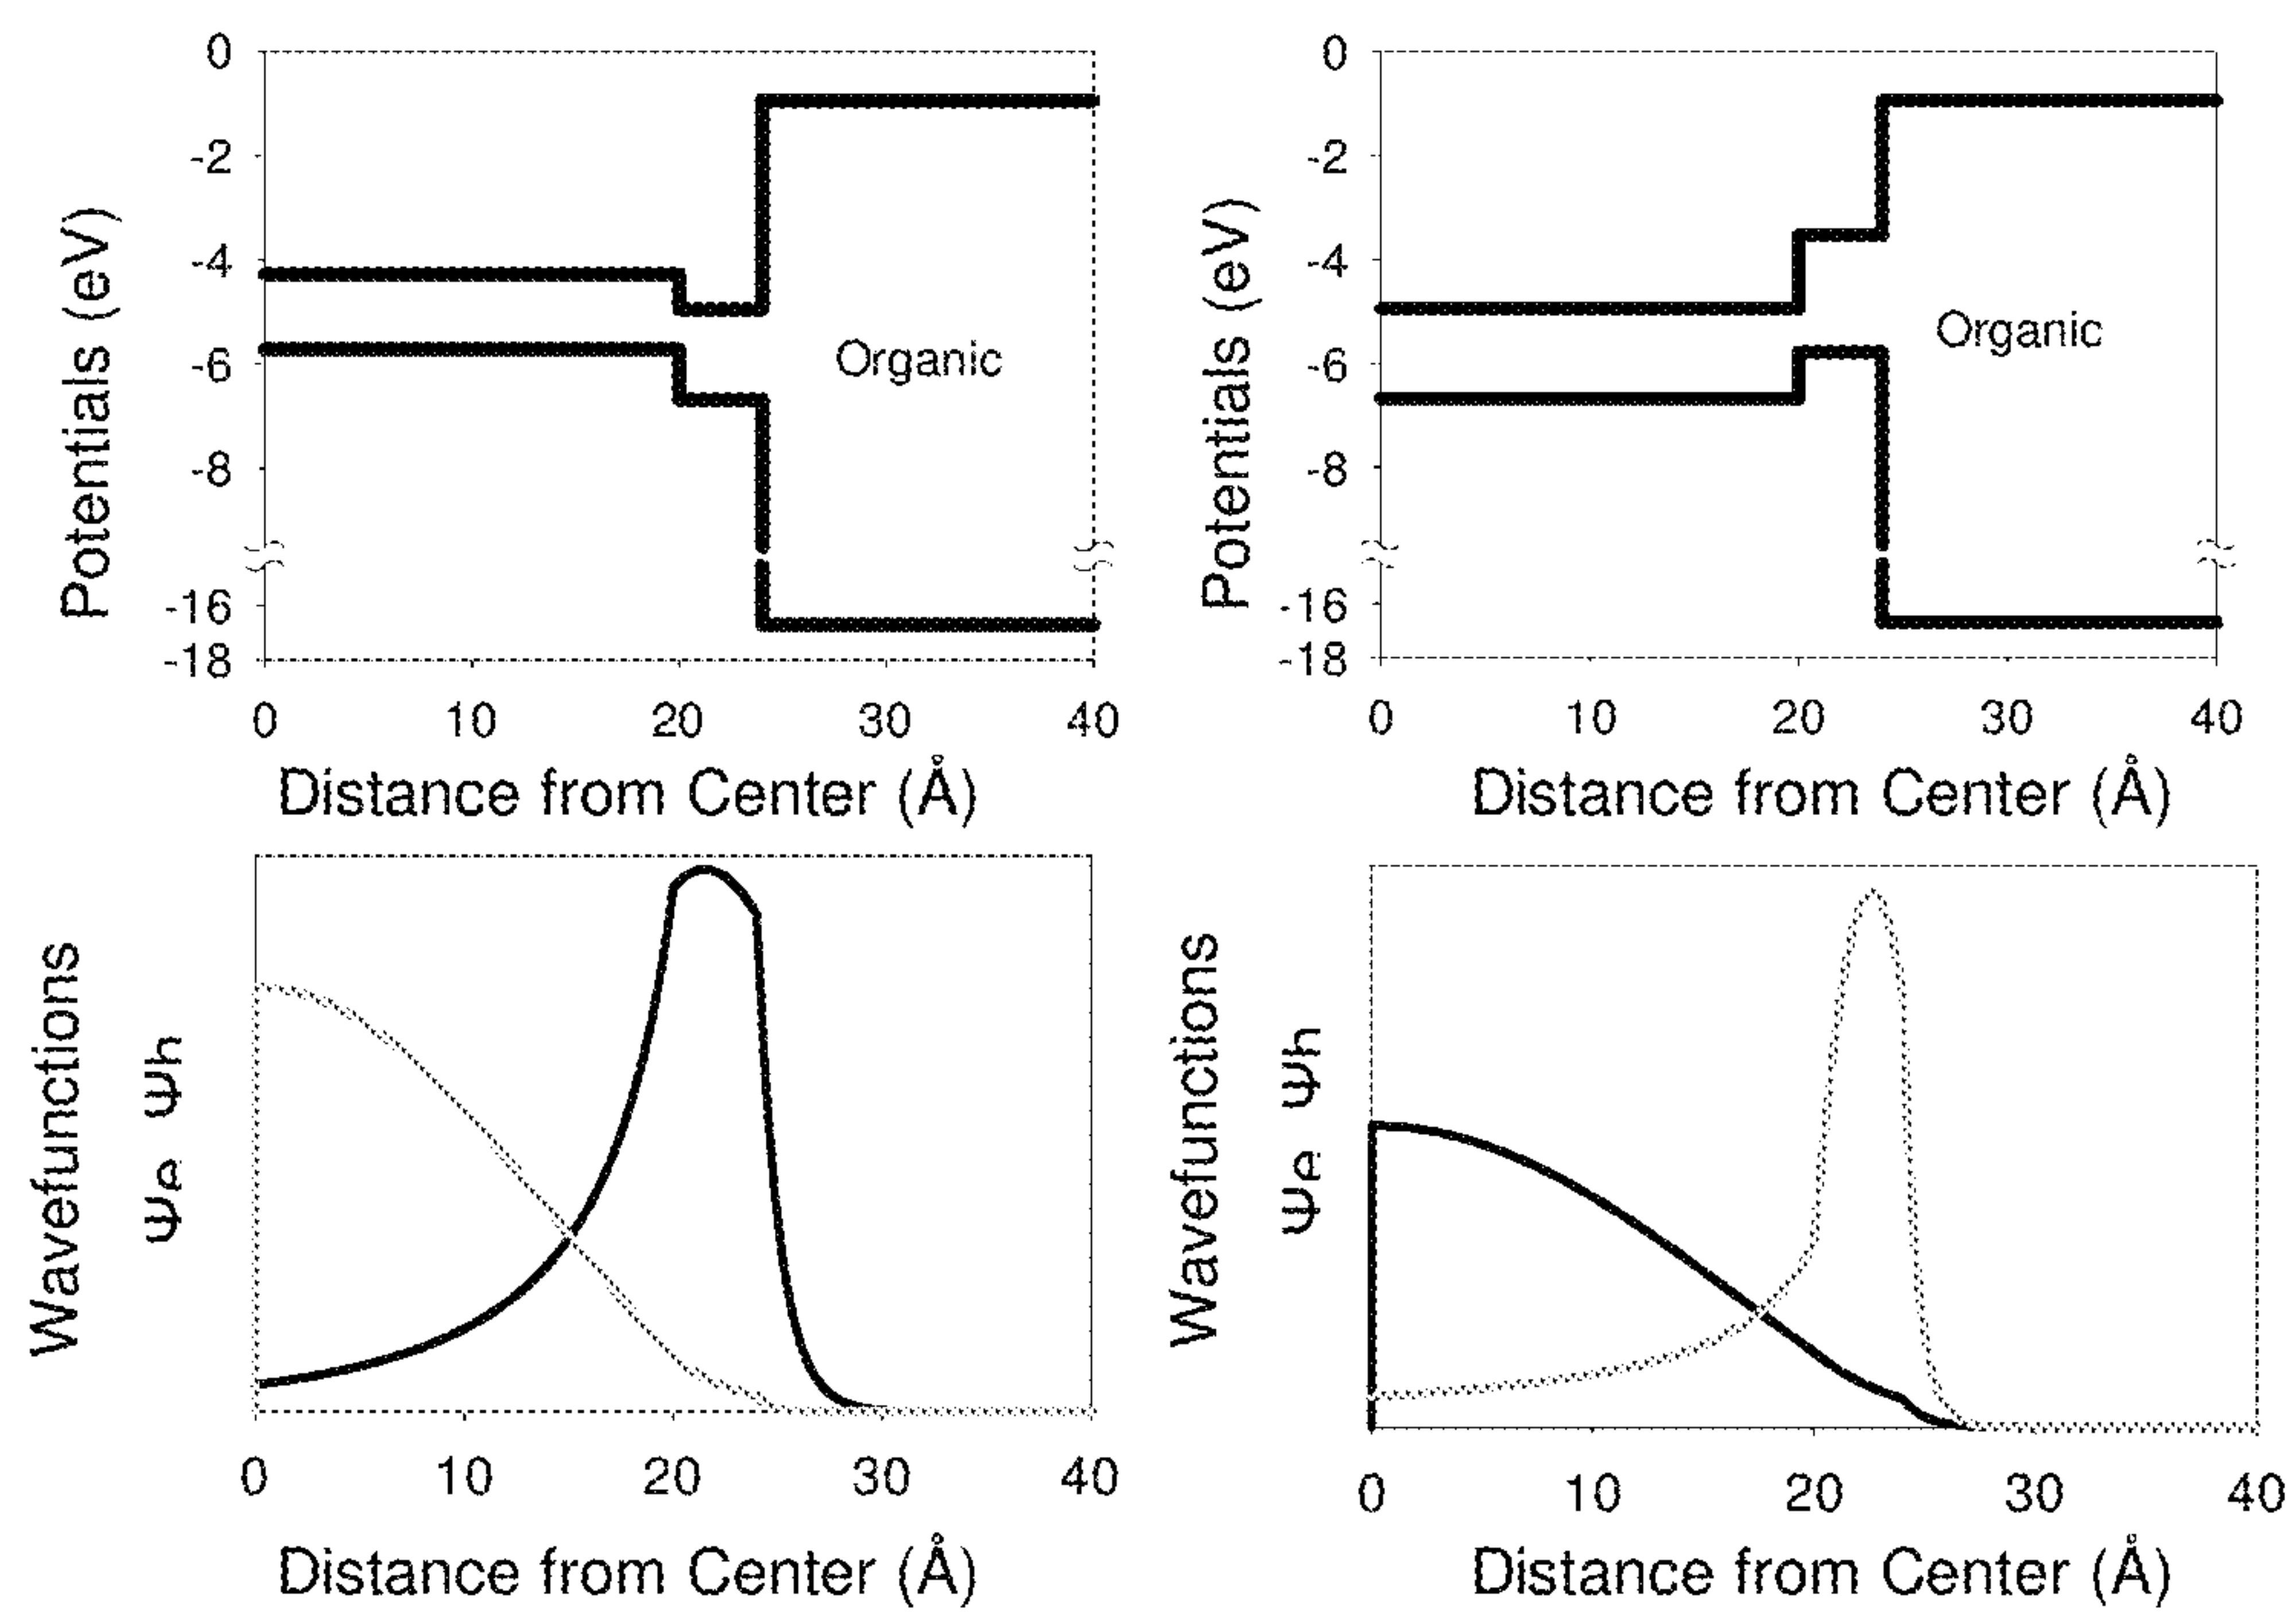 0
-2
-4
-6
-8
-16
-18
Potentials (eV)
Organic
0 10 20 30 40
Distance from Center (Å)
0
-2
-4
-6
-8
-16
-18
Potentials (eV)
Organic
0 10 20 30 40
Distance from Center (Å)
Wavefunctions
Ψe Ψh
0 10 20 30 40
Distance from Center (Å)
Wavefunctions
Ψe Ψh
0 10 20 30 40
Distance from Center (Å)